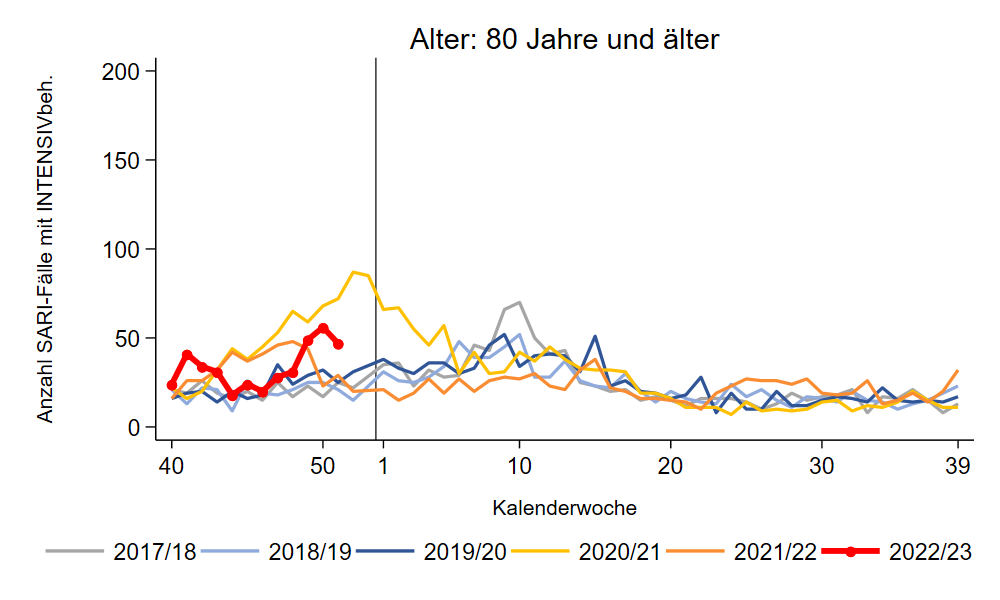 Alter: 80 Jahre und älter
Anzahl SARI-Fälle mit INTENSIVbeh.
200
150
100
50
0
40 50 1 10 20 30 39
Kalenderwoche
2017/18 2018/19 2019/20 2020/21 2021/22 2022/23